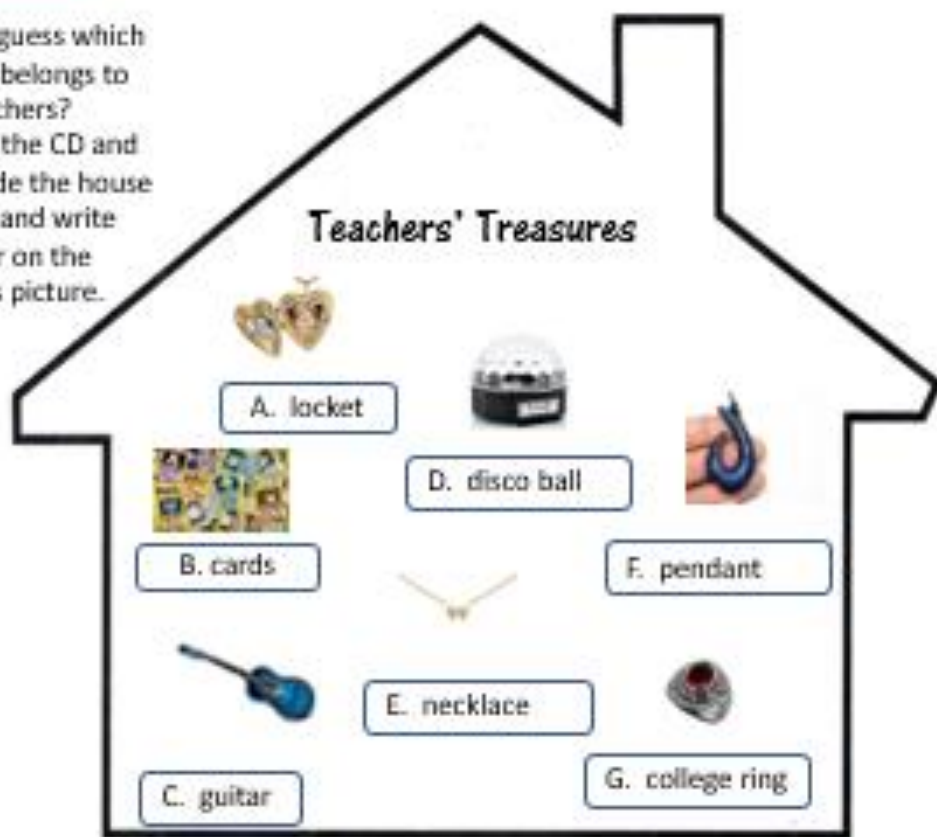 guess which
belongs to
chers?
the CD and
de the house
and write
r on the
s picture.
Teachers' Treasures
A. locket
D. disco ball
B. cards
F. pendant
E. necklace
C. guitar
G. college ring